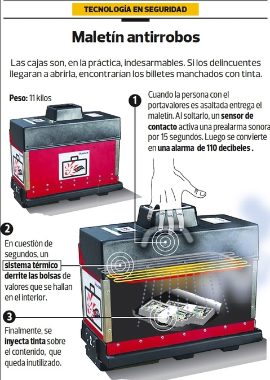 TECNOLOGÍA EN SEGURIDAD
Maletín antirrobos
Las cajas son, en la práctica, indesarmables. Si los delincuentes
llegaran a abrirla, encontrarían los billetes manchados con tinta.
Peso: 11 kilos
1
Cuando la persona con el
portavalores es asaltada entrega el
maletín. Al soltarlo, un sensor de
contacto activa una prealarma sonora
por 15 segundos. Luego se convierte
en una alarma de 110 decibeles.
2
En cuestión de
segundos, un
sistema térmico
derrite las bolsas de
valores que se hallan
en el interior.
3
Finalmente, se
inyecta tinta sobre
el contenido, que
queda inutilizado.